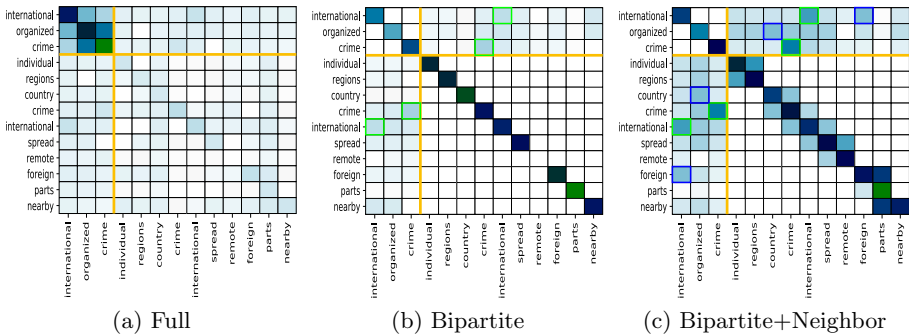 international
organized
crime
individual
regions
country
crime
international
spread
remote
foreign
parts
nearby
international
organized
crime
individual
regions
country
crime
international
spread
remote
foreign
parts
nearby
(a) Full
international
organized
crime
individual
regions
country
crime
international
spread
remote
foreign
parts
nearby
international
organized
crime
individual
regions
country
crime
international
spread
remote
foreign
parts
nearby
(b) Bipartite
international
organized
crime
individual
regions
country
crime
international
spread
remote
foreign
parts
nearby
international
organized
crime
individual
regions
country
crime
international
spread
remote
foreign
parts
nearby
(c) Bipartite+Neighbor